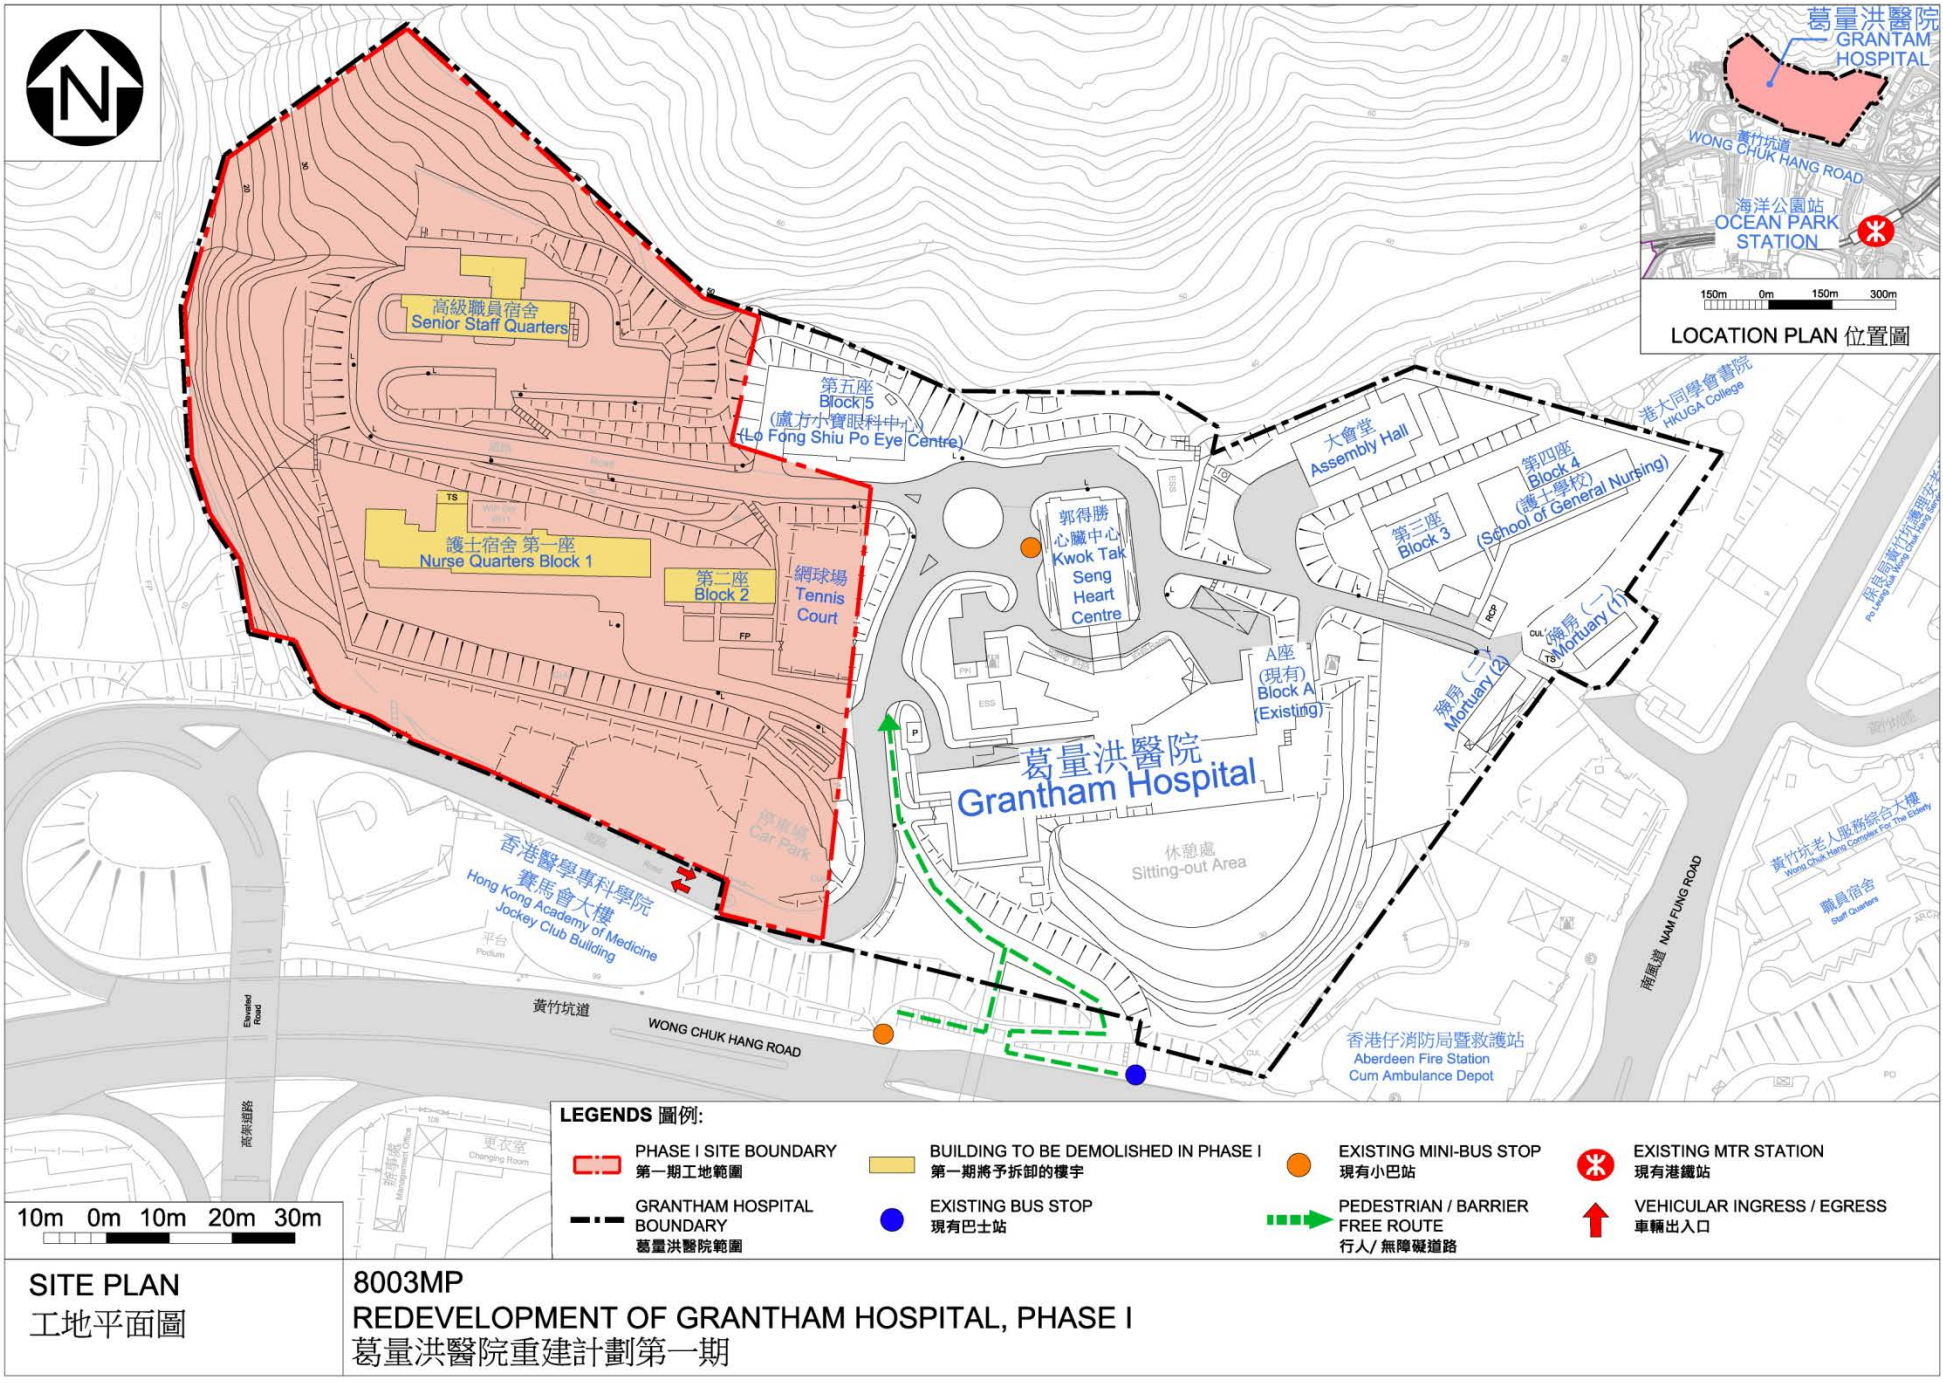 N
葛量洪醫院
GRANTAM
HOSPITAL
黃竹坑道
WONG CHUK HANG ROAD
海洋公園站
OCEAN PARK
STATION
150m 0m 150m 300m
LOCATION PLAN 位置圖
高級職員宿舍
Senior Staff Quarters
第五座
Block 5
(盧方小寶眼科中心)
(Lo Fong Shiu Po Eye Centre)
港大同學會書院
HKUGA College
大會堂
Assembly Hall
第四座
Block 4
(護士學校)
(School of General Nursing)
第三座
Block 3
TS
護士宿舍 第一座
Nurse Quarters Block 1
第二座
Block 2
FP
網球場
Tennis
Court
郭得勝
心臟中心
Kwok Tak
Seng
Heart
Centre
ESS
ESS
RCP
CUL
TS
殮房 (一)
Mortuary (1)
殮房 (二)
Mortuary (2)
A座
(現有)
Block A
(Existing)
P
葛量洪醫院
Grantham Hospital
休憩處
Sitting-out Area
停車場
Car Park
香港醫學專科學院
賽馬會大樓
Hong Kong Academy of Medicine
Jockey Club Building
平台
Podium
黃竹坑老人服務綜合大樓
Wong Chuk Hang Complex For The Elderly
職員宿舍
Staff Quarters
南風道 NAM FUNG ROAD
Elevated
Road
高架道路
黃竹坑道
WONG CHUK HANG ROAD
香港仔消防局暨救護站
Aberdeen Fire Station
Cum Ambulance Depot
更衣室
Changing Room
Management Office
LEGENDS 圖例:
PHASE I SITE BOUNDARY
第一期工地範圍
GRANTHAM HOSPITAL
BOUNDARY
葛量洪醫院範圍
BUILDING TO BE DEMOLISHED IN PHASE I
第一期將予拆卸的樓宇
EXISTING BUS STOP
現有巴士站
EXISTING MINI-BUS STOP
現有小巴站
PEDESTRIAN / BARRIER
FREE ROUTE
行人/ 無障礙道路
EXISTING MTR STATION
現有港鐵站
VEHICULAR INGRESS / EGRESS
車輛出入口
10m 0m 10m 20m 30m
SITE PLAN
工地平面圖
8003MP
REDEVELOPMENT OF GRANTHAM HOSPITAL, PHASE I
葛量洪醫院重建計劃第一期